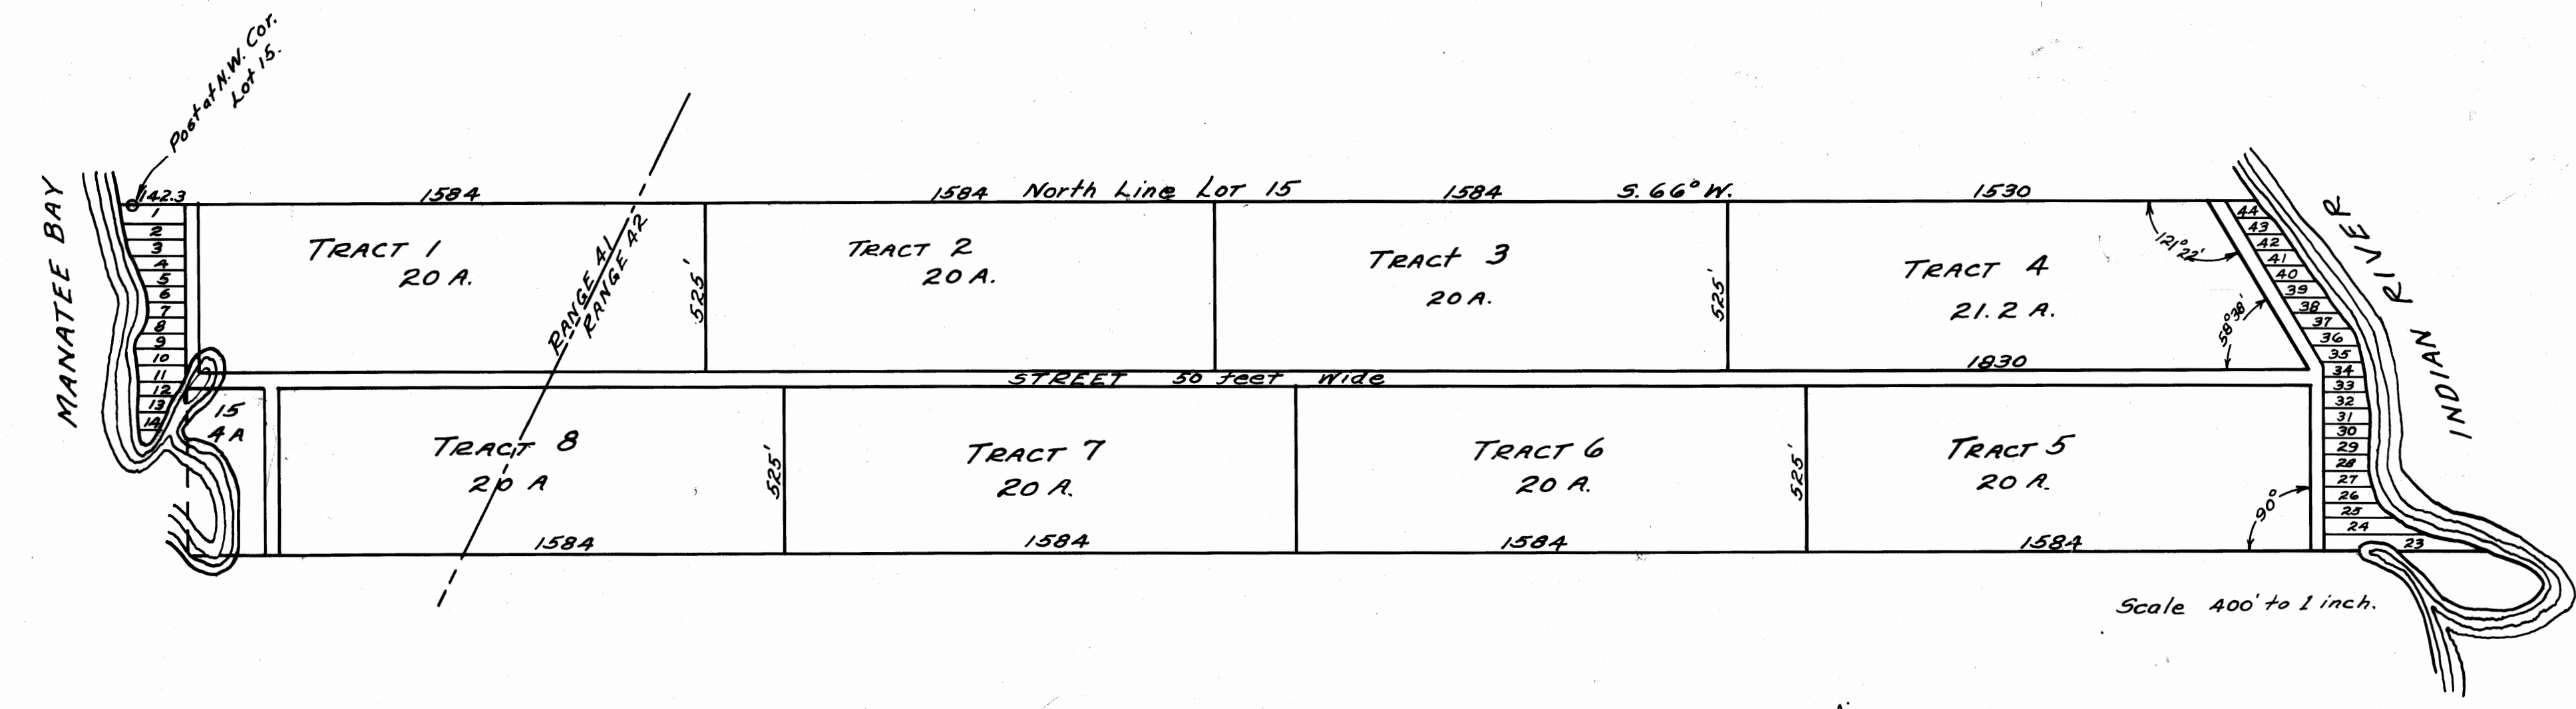 Post at N.W. Cor.
Lot 15.
MANATEE BAY
142.3
1584
1584 North Line Lot 15
1584
S. 66° W.
1530
TRACT 1
20 A.
RANGE 41
RANGE 42
525'
TRACT 2
20 A.
TRACT 3
20 A.
525'
TRACT 4
21.2 A.
121° 22'
58° 38'
1830
INDIAN RIVER
1
2
3
4
5
6
7
8
9
10
11
12
13
14
15
4 A
44
43
42
41
40
39
38
37
36
35
34
33
32
31
30
29
28
27
26
25
24
23
STREET 50 feet Wide
TRACT 8
20 A
525'
TRACT 7
20 A.
TRACT 6
20 A.
525'
TRACT 5
20 A.
90°
1584
1584
1584
1584
Scale 400' to 1 inch.